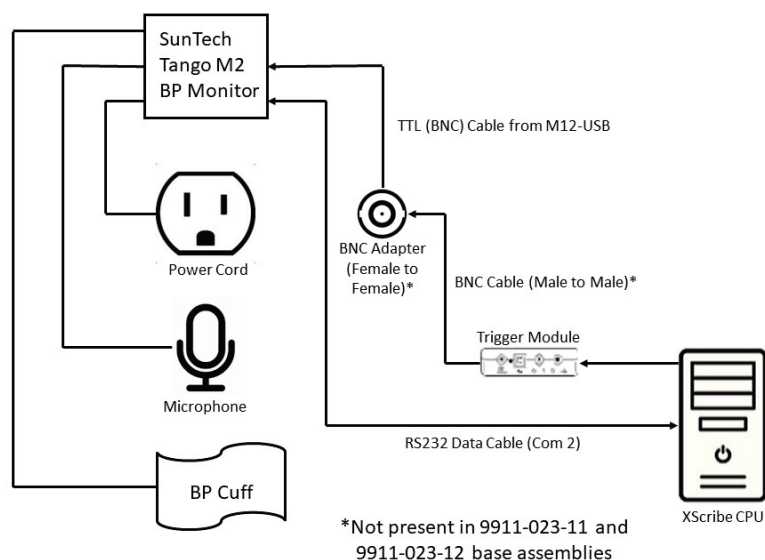 SunTech
Tango M2
BP Monitor
TTL (BNC) Cable from M12-USB
BNC Adapter
(Female to
Female)*
Power Cord
BNC Cable (Male to Male)*
Trigger Module
Microphone
RS232 Data Cable (Com 2)
BP Cuff
XScribe CPU
*Not present in 9911-023-11 and
9911-023-12 base assemblies